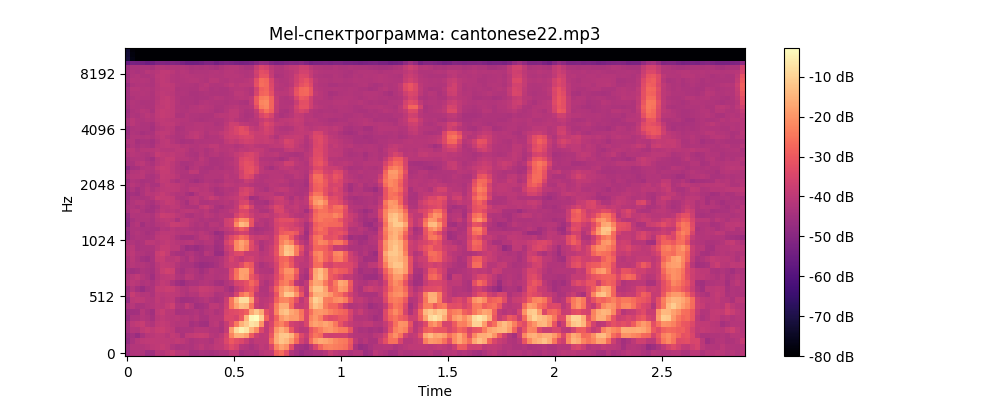 Mel-спектрограмма: cantonese22.mp3
8192
4096
2048
1024
512
0
Hz
0 0.5 1 1.5 2 2.5
Time
-10 dB
-20 dB
-30 dB
-40 dB
-50 dB
-60 dB
-70 dB
-80 dB